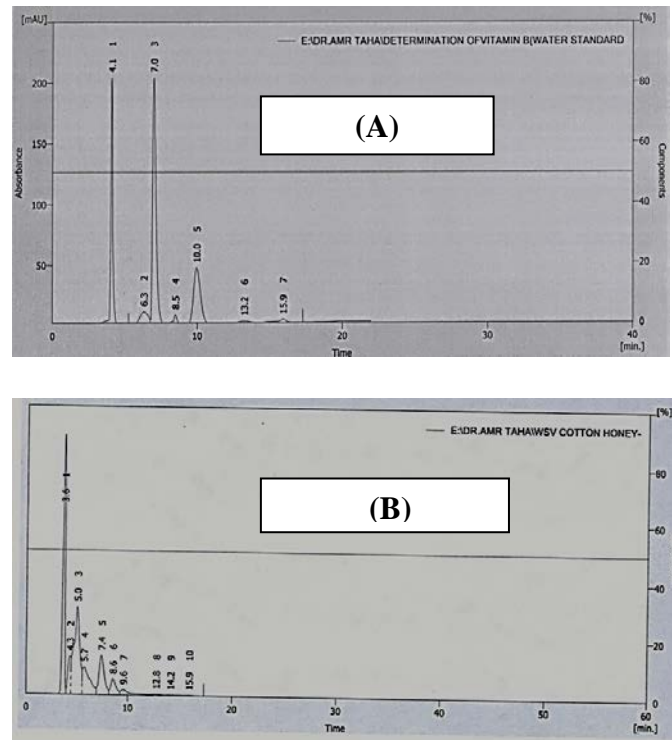 [mAU]
[%]
E:\DR.AMR TAHA\DETERMINATION OFVITAMIN B[WATER STANDARD
4.1 1
7.0 3
(A)
200
80
150
60
Absorbance
Components
100
40
50
20
6.3 2
8.5 4
10.0 5
13.2 6
15.9 7
0
0 10 20 30 40
Time
[min.]
[%]
E:\DR.AMR TAHA\WSV COTTON HONEY-
3.6 1
(B)
80
60
40
20
0
4.3 2
5.0 3
5.7 4
7.4 5
8.6 6
9.6 7
12.8 8
14.2 9
15.9 10
0 10 20 30 40 50 60
Time
[min.]